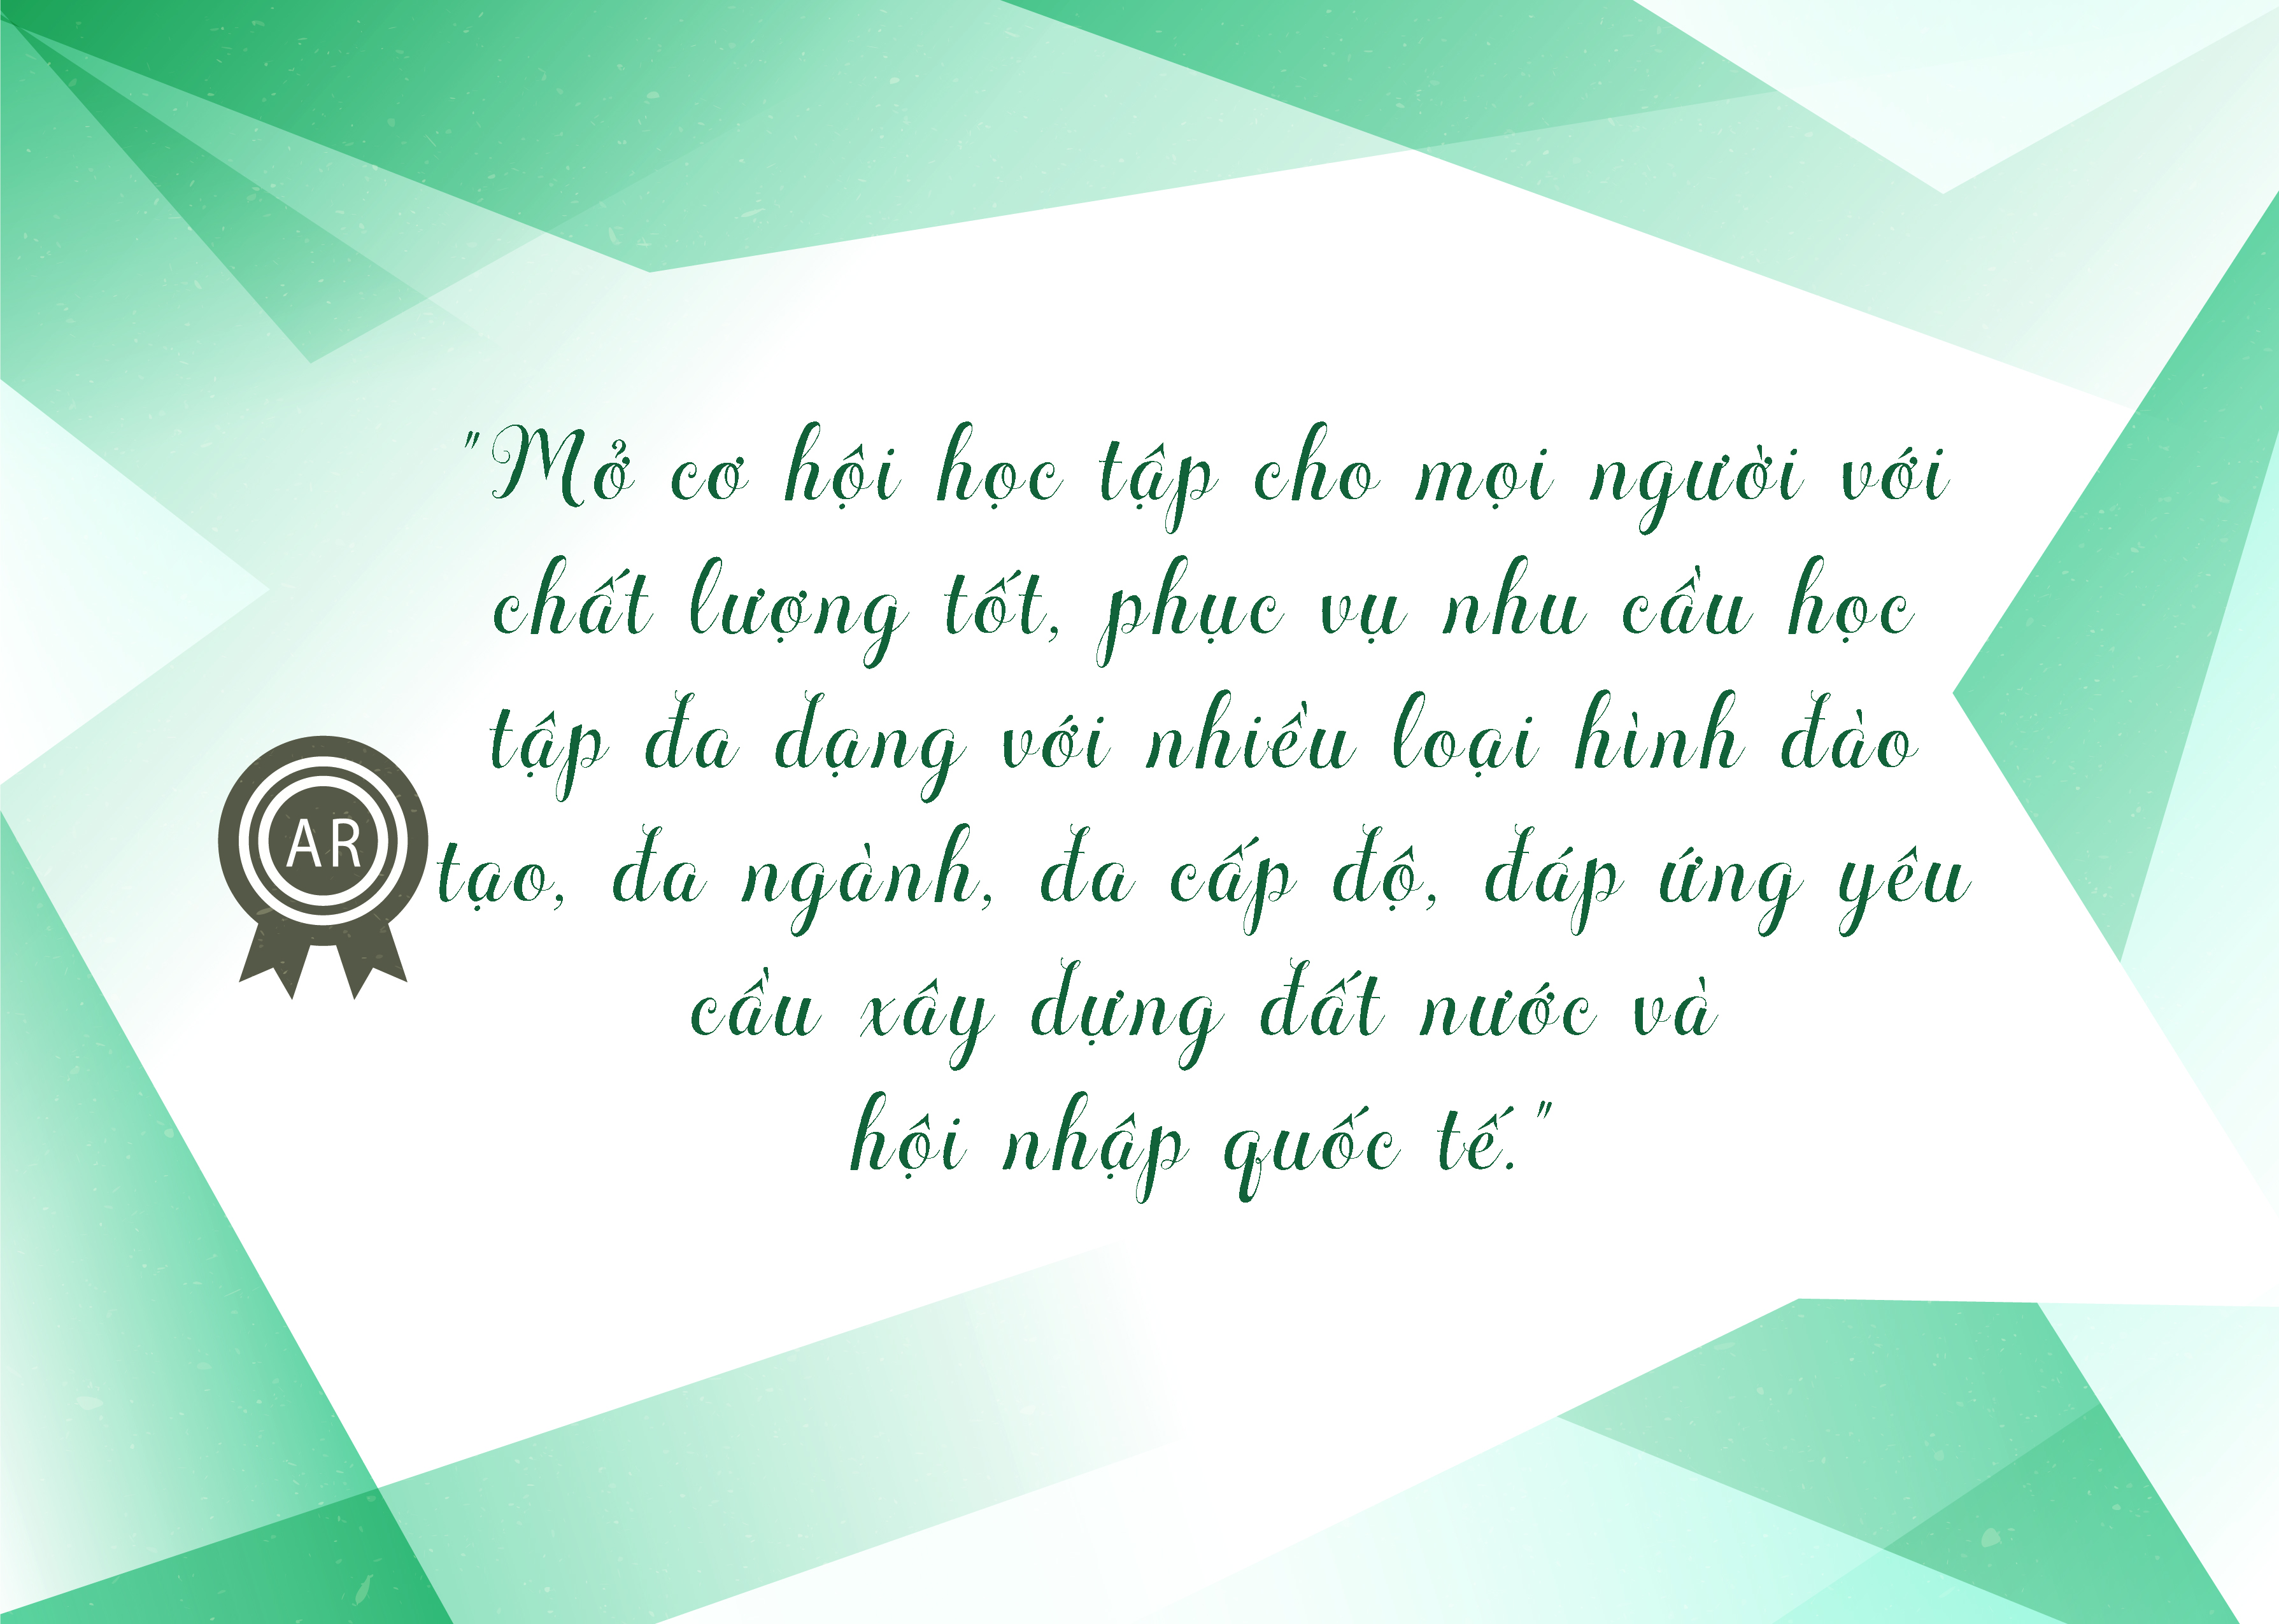 "Mở cơ hội học tập cho mọi người với
chất lượng tốt, phục vụ nhu cầu học
tập đa dạng với nhiều loại hình đào
tạo, đa ngành, đa cấp độ, đáp ứng yêu
cầu xây dựng đất nước và
hội nhập quốc tế."
AR